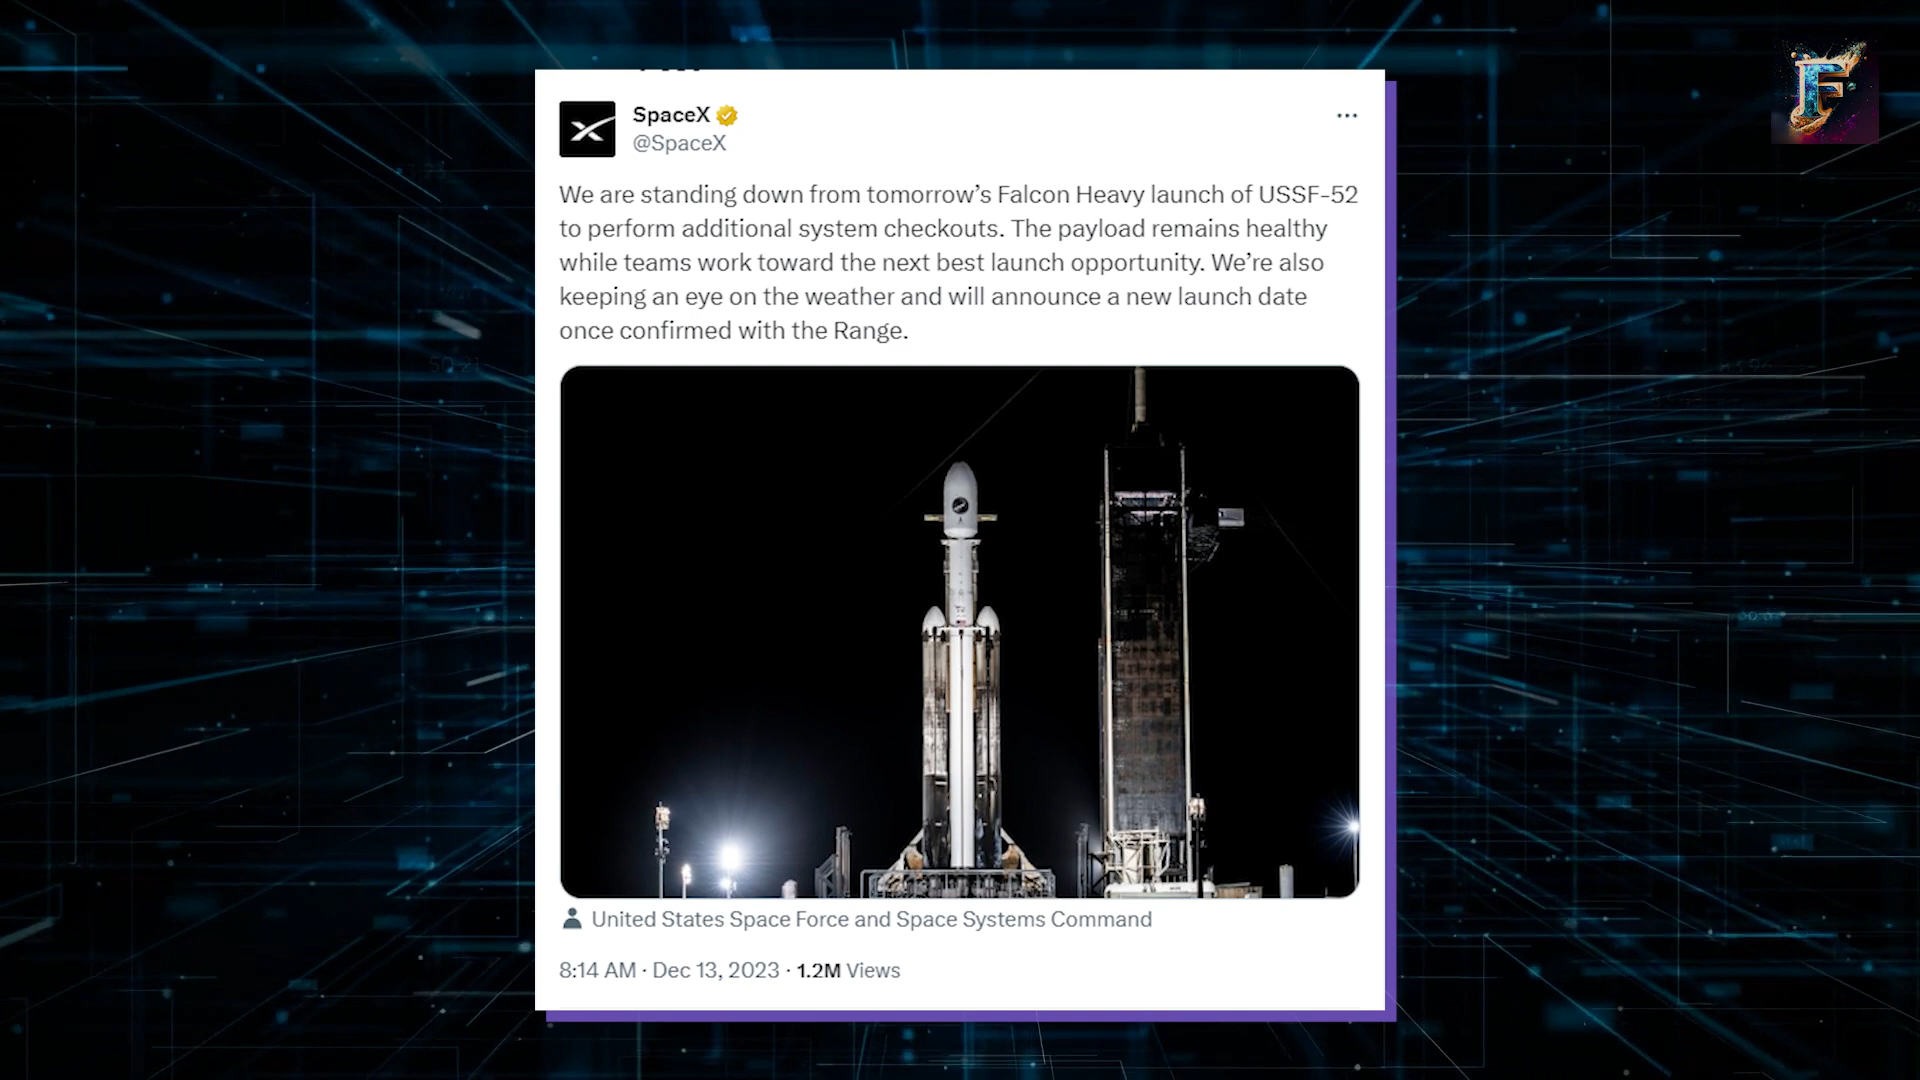 SpaceX
@SpaceX
We are standing down from tomorrow’s Falcon Heavy launch of USSF-52
to perform additional system checkouts. The payload remains healthy
while teams work toward the next best launch opportunity. We’re also
keeping an eye on the weather and will announce a new launch date
once confirmed with the Range.
United States Space Force and Space Systems Command
8:14 AM · Dec 13, 2023 · 1.2M Views
F